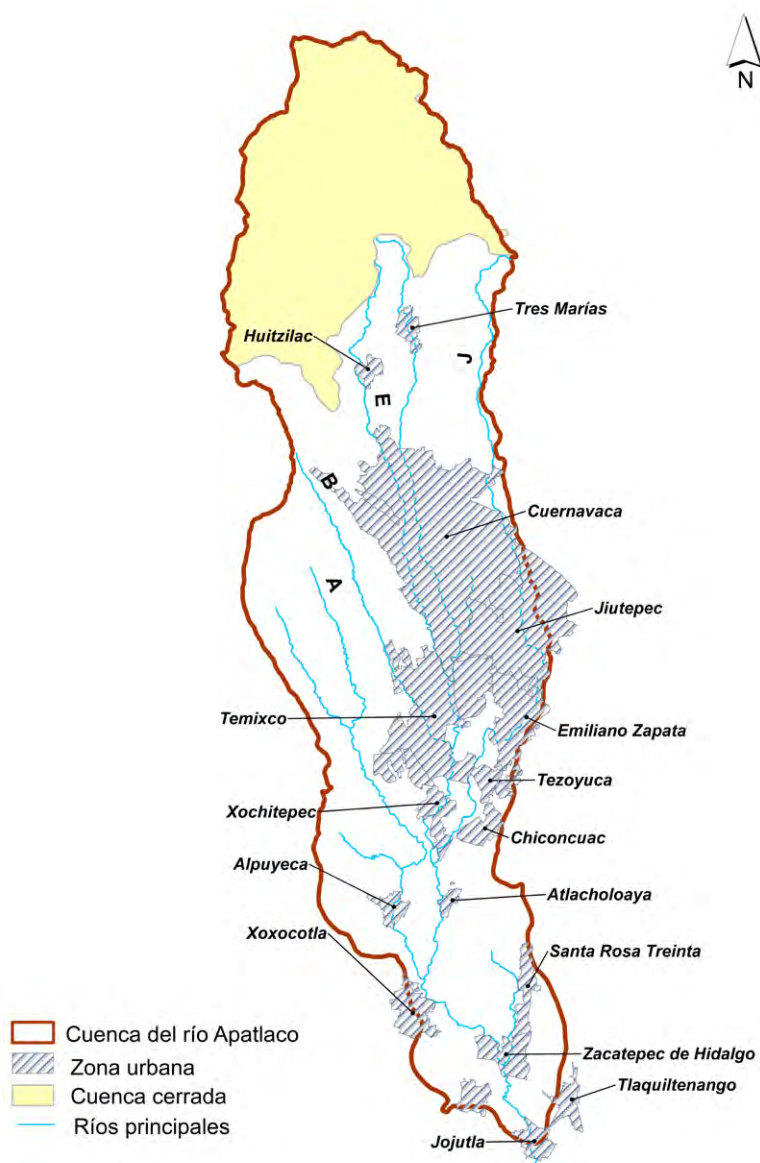 N
Tres Marías
Huitzilac
J
E
B
Cuernavaca
A
Jiutepec
Temixco
Emiliano Zapata
Tezoyuca
Xochitepec
Chiconcuac
Alpuyeca
Atlacholoaya
Xoxocotla
Santa Rosa Treinta
Cuenca del río Apatlaco
Zona urbana
Zacatepec de Hidalgo
Cuenca cerrada
Tlaquiltenango
Ríos principales
Jojutla